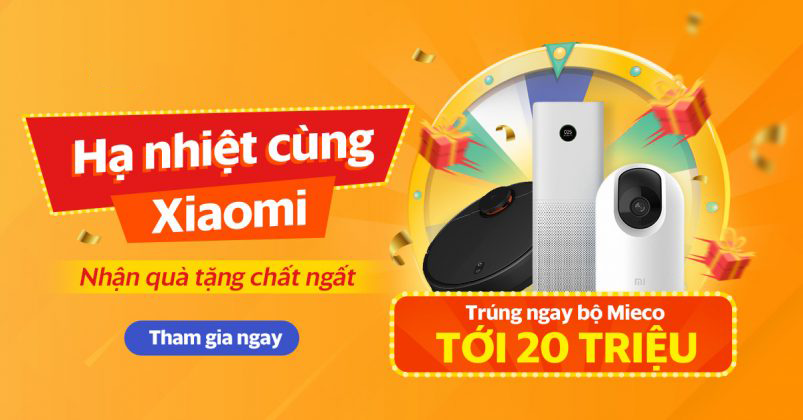 Hạ nhiệt cùng
Xiaomi
Nhận quà tặng chất ngất
Tham gia ngay
mi
Trúng ngay bộ Mieco
TỚI 20 TRIỆU